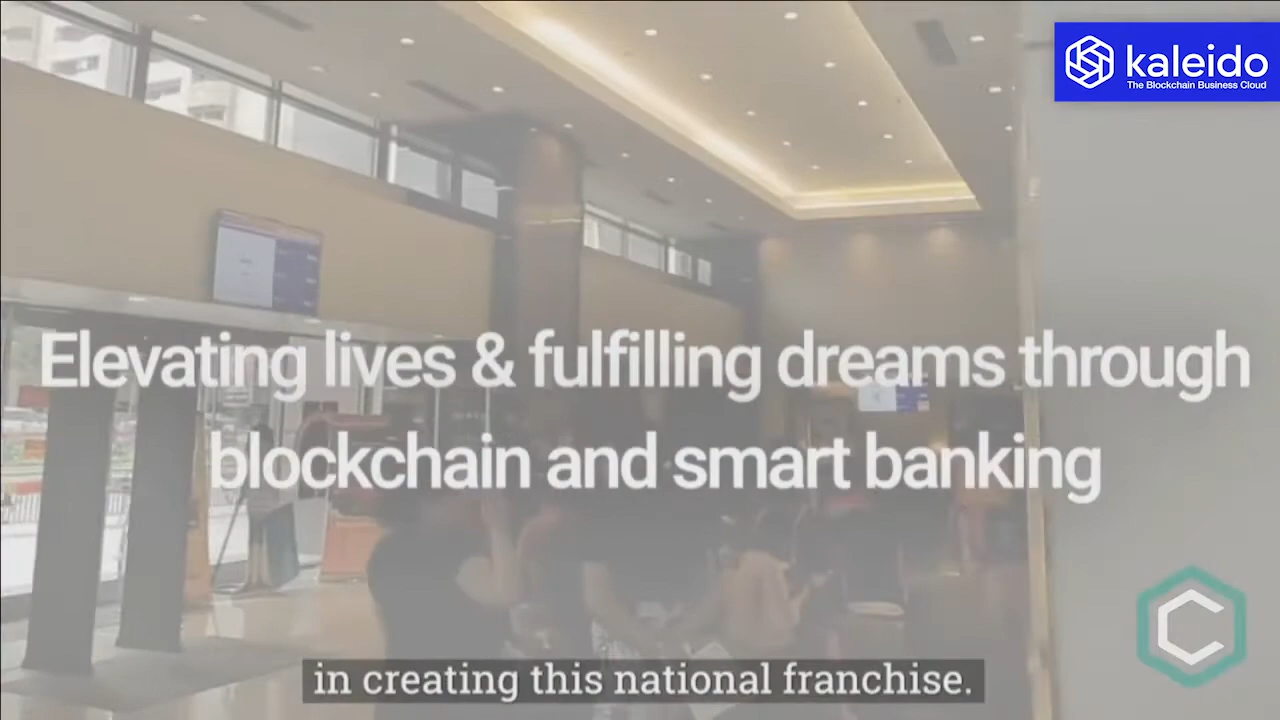 kaleido
The Blockchain Business Cloud
Elevating lives & fulfilling dreams through
blockchain and smart banking
in creating this national franchise.